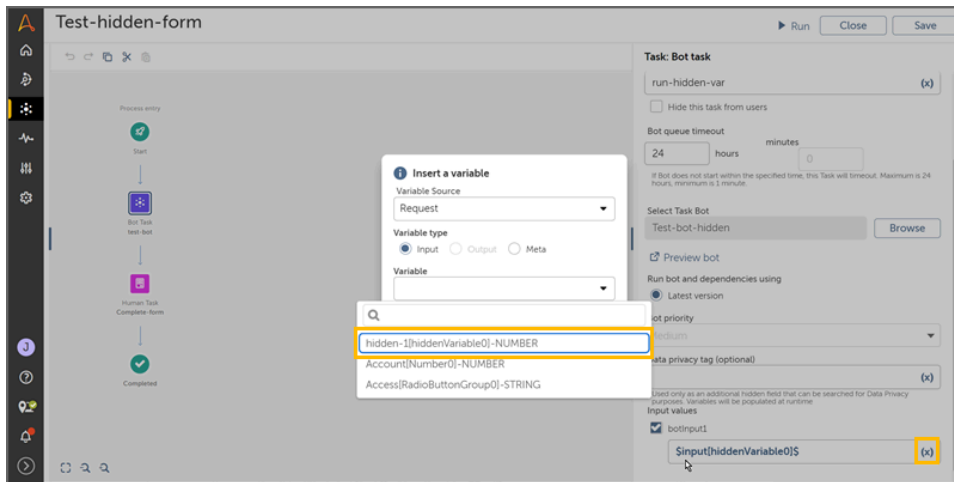 Test-hidden-form
Run
Close
Save
Process entry
Start
Bot Task
test-bot
Human Task
Complete-form
Completed
J
Insert a variable
Variable Source
Request
Variable type
Input
Output
Meta
Variable
hidden-1[hiddenVariable0]-NUMBER
Account[Number0]-NUMBER
Access[RadioButtonGroup0]-STRING
Task: Bot task
run-hidden-var
(x)
Hide this task from users
Bot queue timeout
24
hours
minutes
0
If Bot does not start within the specified time, this Task will timeout. Maximum is 24
hours, minimum is 1 minute.
Select Task Bot
Test-bot-hidden
Browse
Preview bot
Run bot and dependencies using
Latest version
ot priority
edium
ata privacy tag (optional)
(x)
Used only as an additional hidden field that can be searched for Data Privacy
purposes. Variables will be populated at runtime
Input values
botInput1
$input[hiddenVariable0]$
(x)